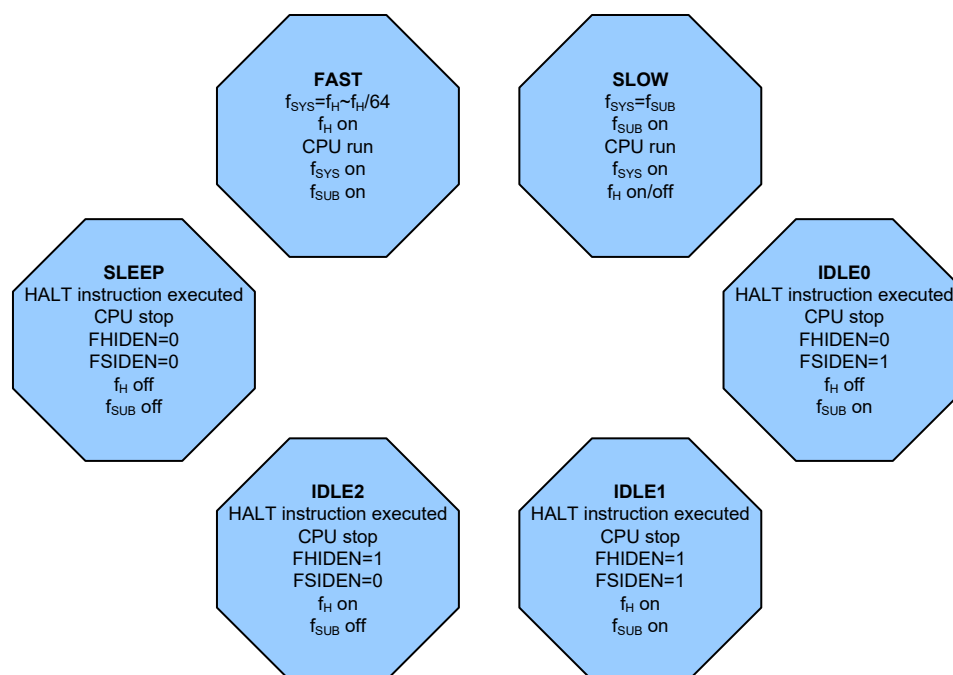 FAST
fSYS=fH~fH/64
fH on
CPU run
fSYS on
fSUB on
SLOW
fSYS=fSUB
fSUB on
CPU run
fSYS on
fH on/off
SLEEP
HALT instruction executed
CPU stop
FHIDEN=0
FSIDEN=0
fH off
fSUB off
IDLE0
HALT instruction executed
CPU stop
FHIDEN=0
FSIDEN=1
fH off
fSUB on
IDLE2
HALT instruction executed
CPU stop
FHIDEN=1
FSIDEN=0
fH on
fSUB off
IDLE1
HALT instruction executed
CPU stop
FHIDEN=1
FSIDEN=1
fH on
fSUB on